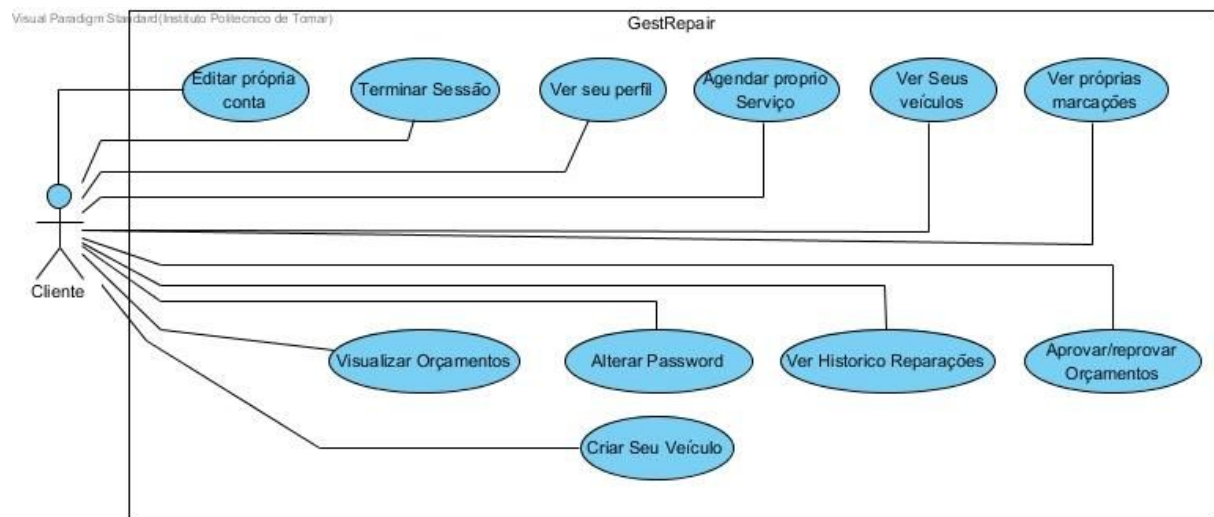 Visual Paradigm Standard(Instituto Politecnico de Tomar)
GestRepair
Editar própria
conta
Terminar Sessão
Ver seu perfil
Agendar proprio
Serviço
Ver Seus
veículos
Ver próprias
marcações
Cliente
Visualizar Orçamentos
Alterar Password
Ver Historico Reparações
Aprovar/reprovar
Orçamentos
Criar Seu Veículo